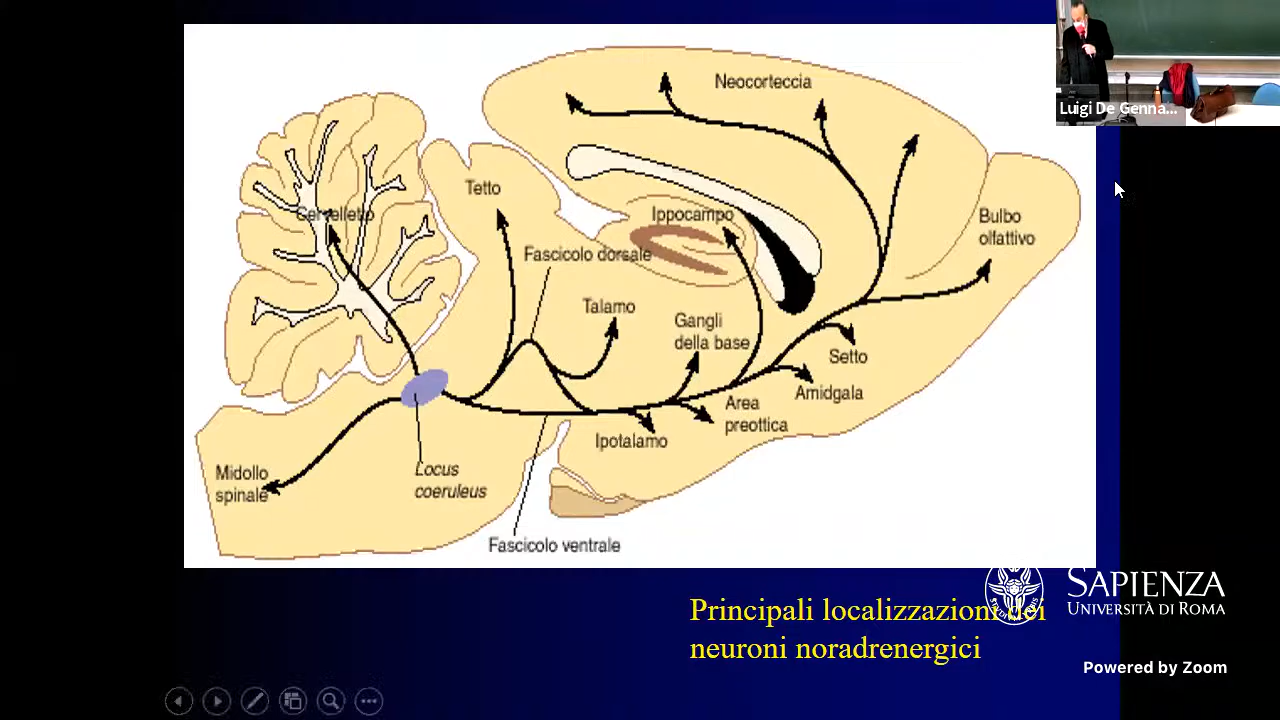 Neocorteccia
Luigi De Genna...
Tetto
Cervelletto
Ippocampo
Bulbo
olfattivo
Fascicolo dorsale
Talamo
Gangli
della base
Setto
Amidgala
Area
preottica
Ipotalamo
Midollo
spinale
Locus
coeruleus
Fascicolo ventrale
Principali localizzazioni dei
neuroni noradrenergici
SAPIENZA
UNIVERSITÀ DI ROMA
Powered by Zoom